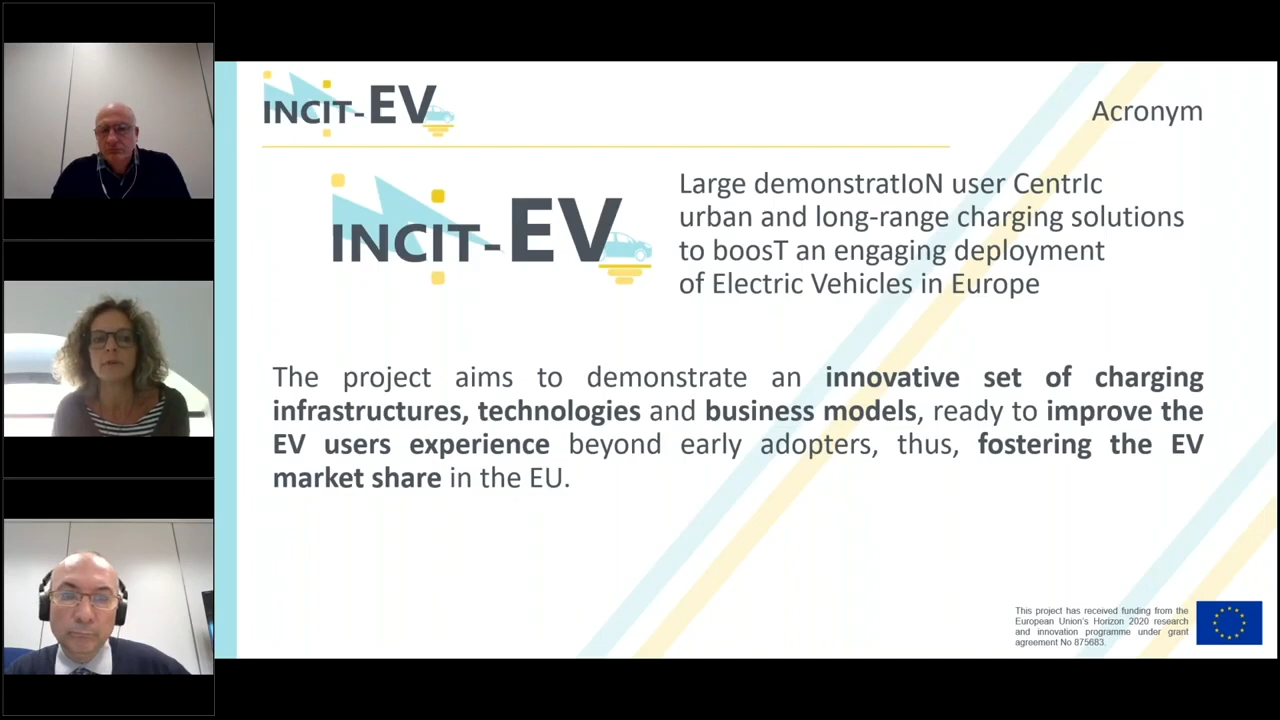 INCIT-EV
Acronym
INCIT-EV
Large demonstratIoN user CentrIc
urban and long-range charging solutions
to boosT an engaging deployment
of Electric Vehicles in Europe
The project aims to demonstrate an innovative set of charging
infrastructures, technologies and business models, ready to improve the
EV users experience beyond early adopters, thus, fostering the EV
market share in the EU.
This project has received funding from the
European Union's Horizon 2020 research
and innovation programme under grant
agreement No 875683.